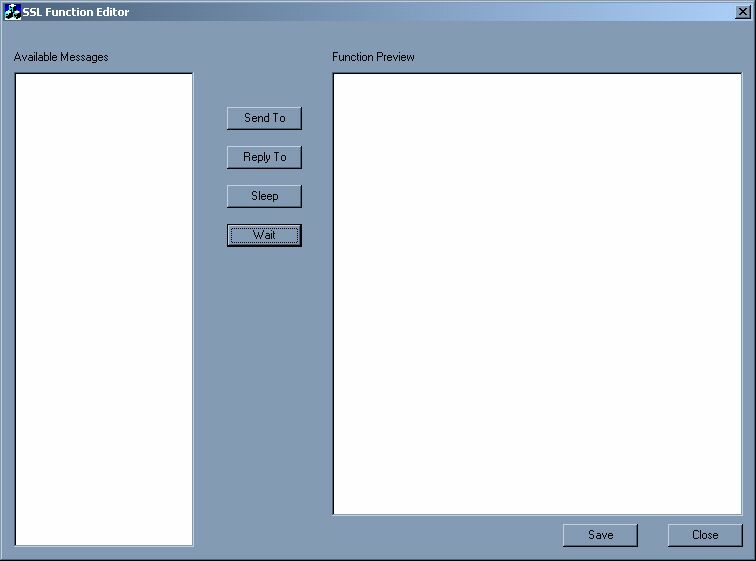 SSL Function Editor
Available Messages
Function Preview
Send To
Reply To
Sleep
Wait
Save
Close